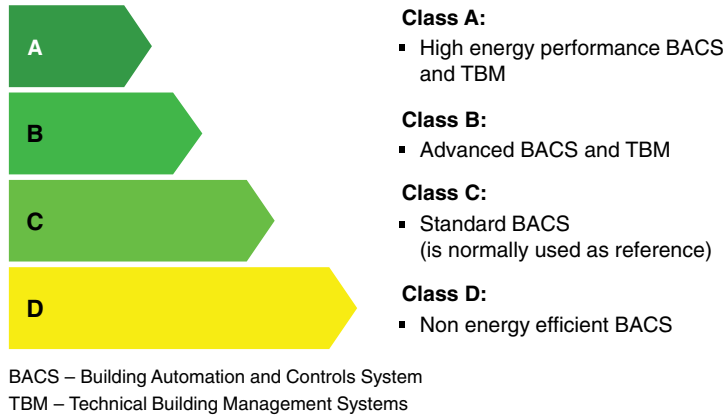 A
Class A:
▪ High energy performance BACS
and TBM
B
Class B:
▪ Advanced BACS and TBM
C
Class C:
▪ Standard BACS
(is normally used as reference)
D
Class D:
▪ Non energy efficient BACS
BACS – Building Automation and Controls System
TBM – Technical Building Management Systems